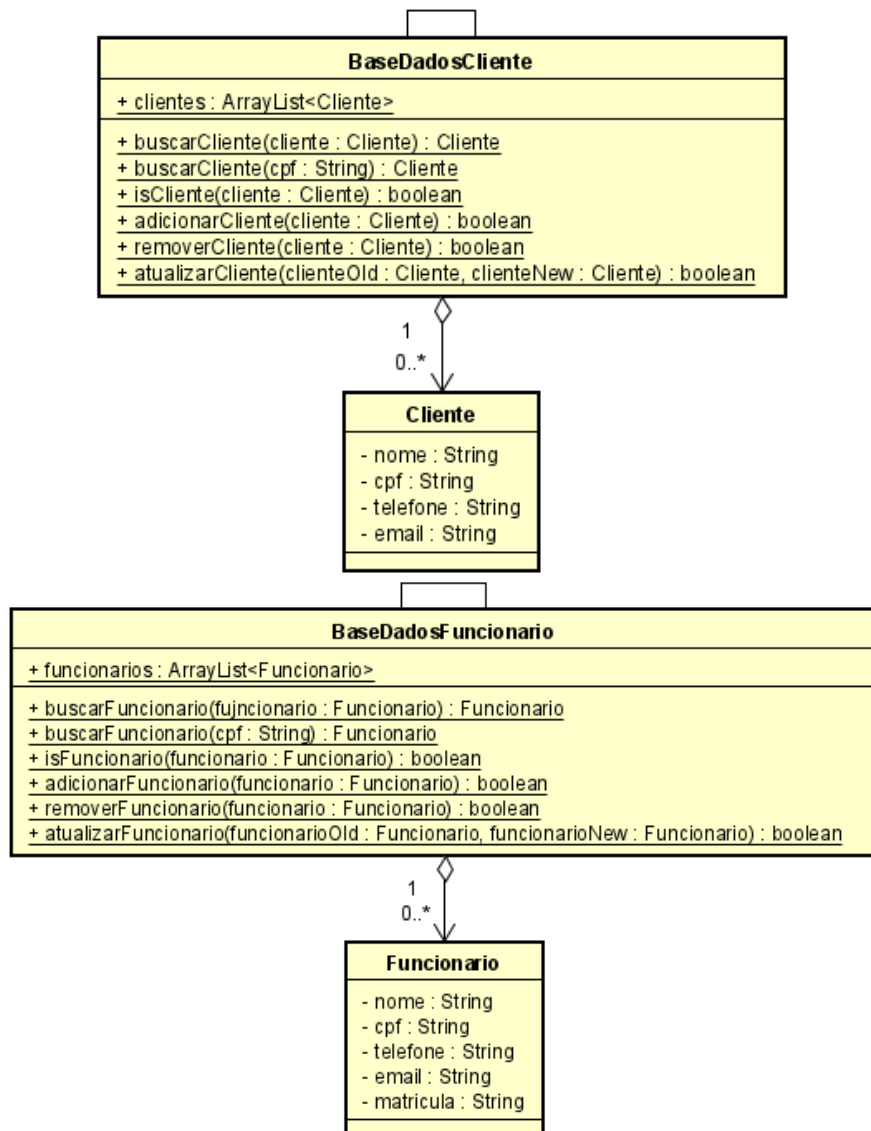 BaseDadosCliente
+ clientes : ArrayList<Cliente>
+ buscarCliente(cliente : Cliente) : Cliente
+ buscarCliente(cpf : String) : Cliente
+ isCliente(cliente : Cliente) : boolean
+ adicionarCliente(cliente : Cliente) : boolean
+ removerCliente(cliente : Cliente) : boolean
+ atualizarCliente(clienteOld : Cliente, clienteNew : Cliente) : boolean
1
0..*
Cliente
- nome : String
- cpf : String
- telefone : String
- email : String
BaseDadosFuncionario
+ funcionarios : ArrayList<Funcionario>
+ buscarFuncionario(fujncionario : Funcionario) : Funcionario
+ buscarFuncionario(cpf : String) : Funcionario
+ isFuncionario(funcionario : Funcionario) : boolean
+ adicionarFuncionario(funcionario : Funcionario) : boolean
+ removerFuncionario(funcionario : Funcionario) : boolean
+ atualizarFuncionario(funcionarioOld : Funcionario, funcionarioNew : Funcionario) : boolean
1
0..*
Funcionario
- nome : String
- cpf : String
- telefone : String
- email : String
- matricula : String